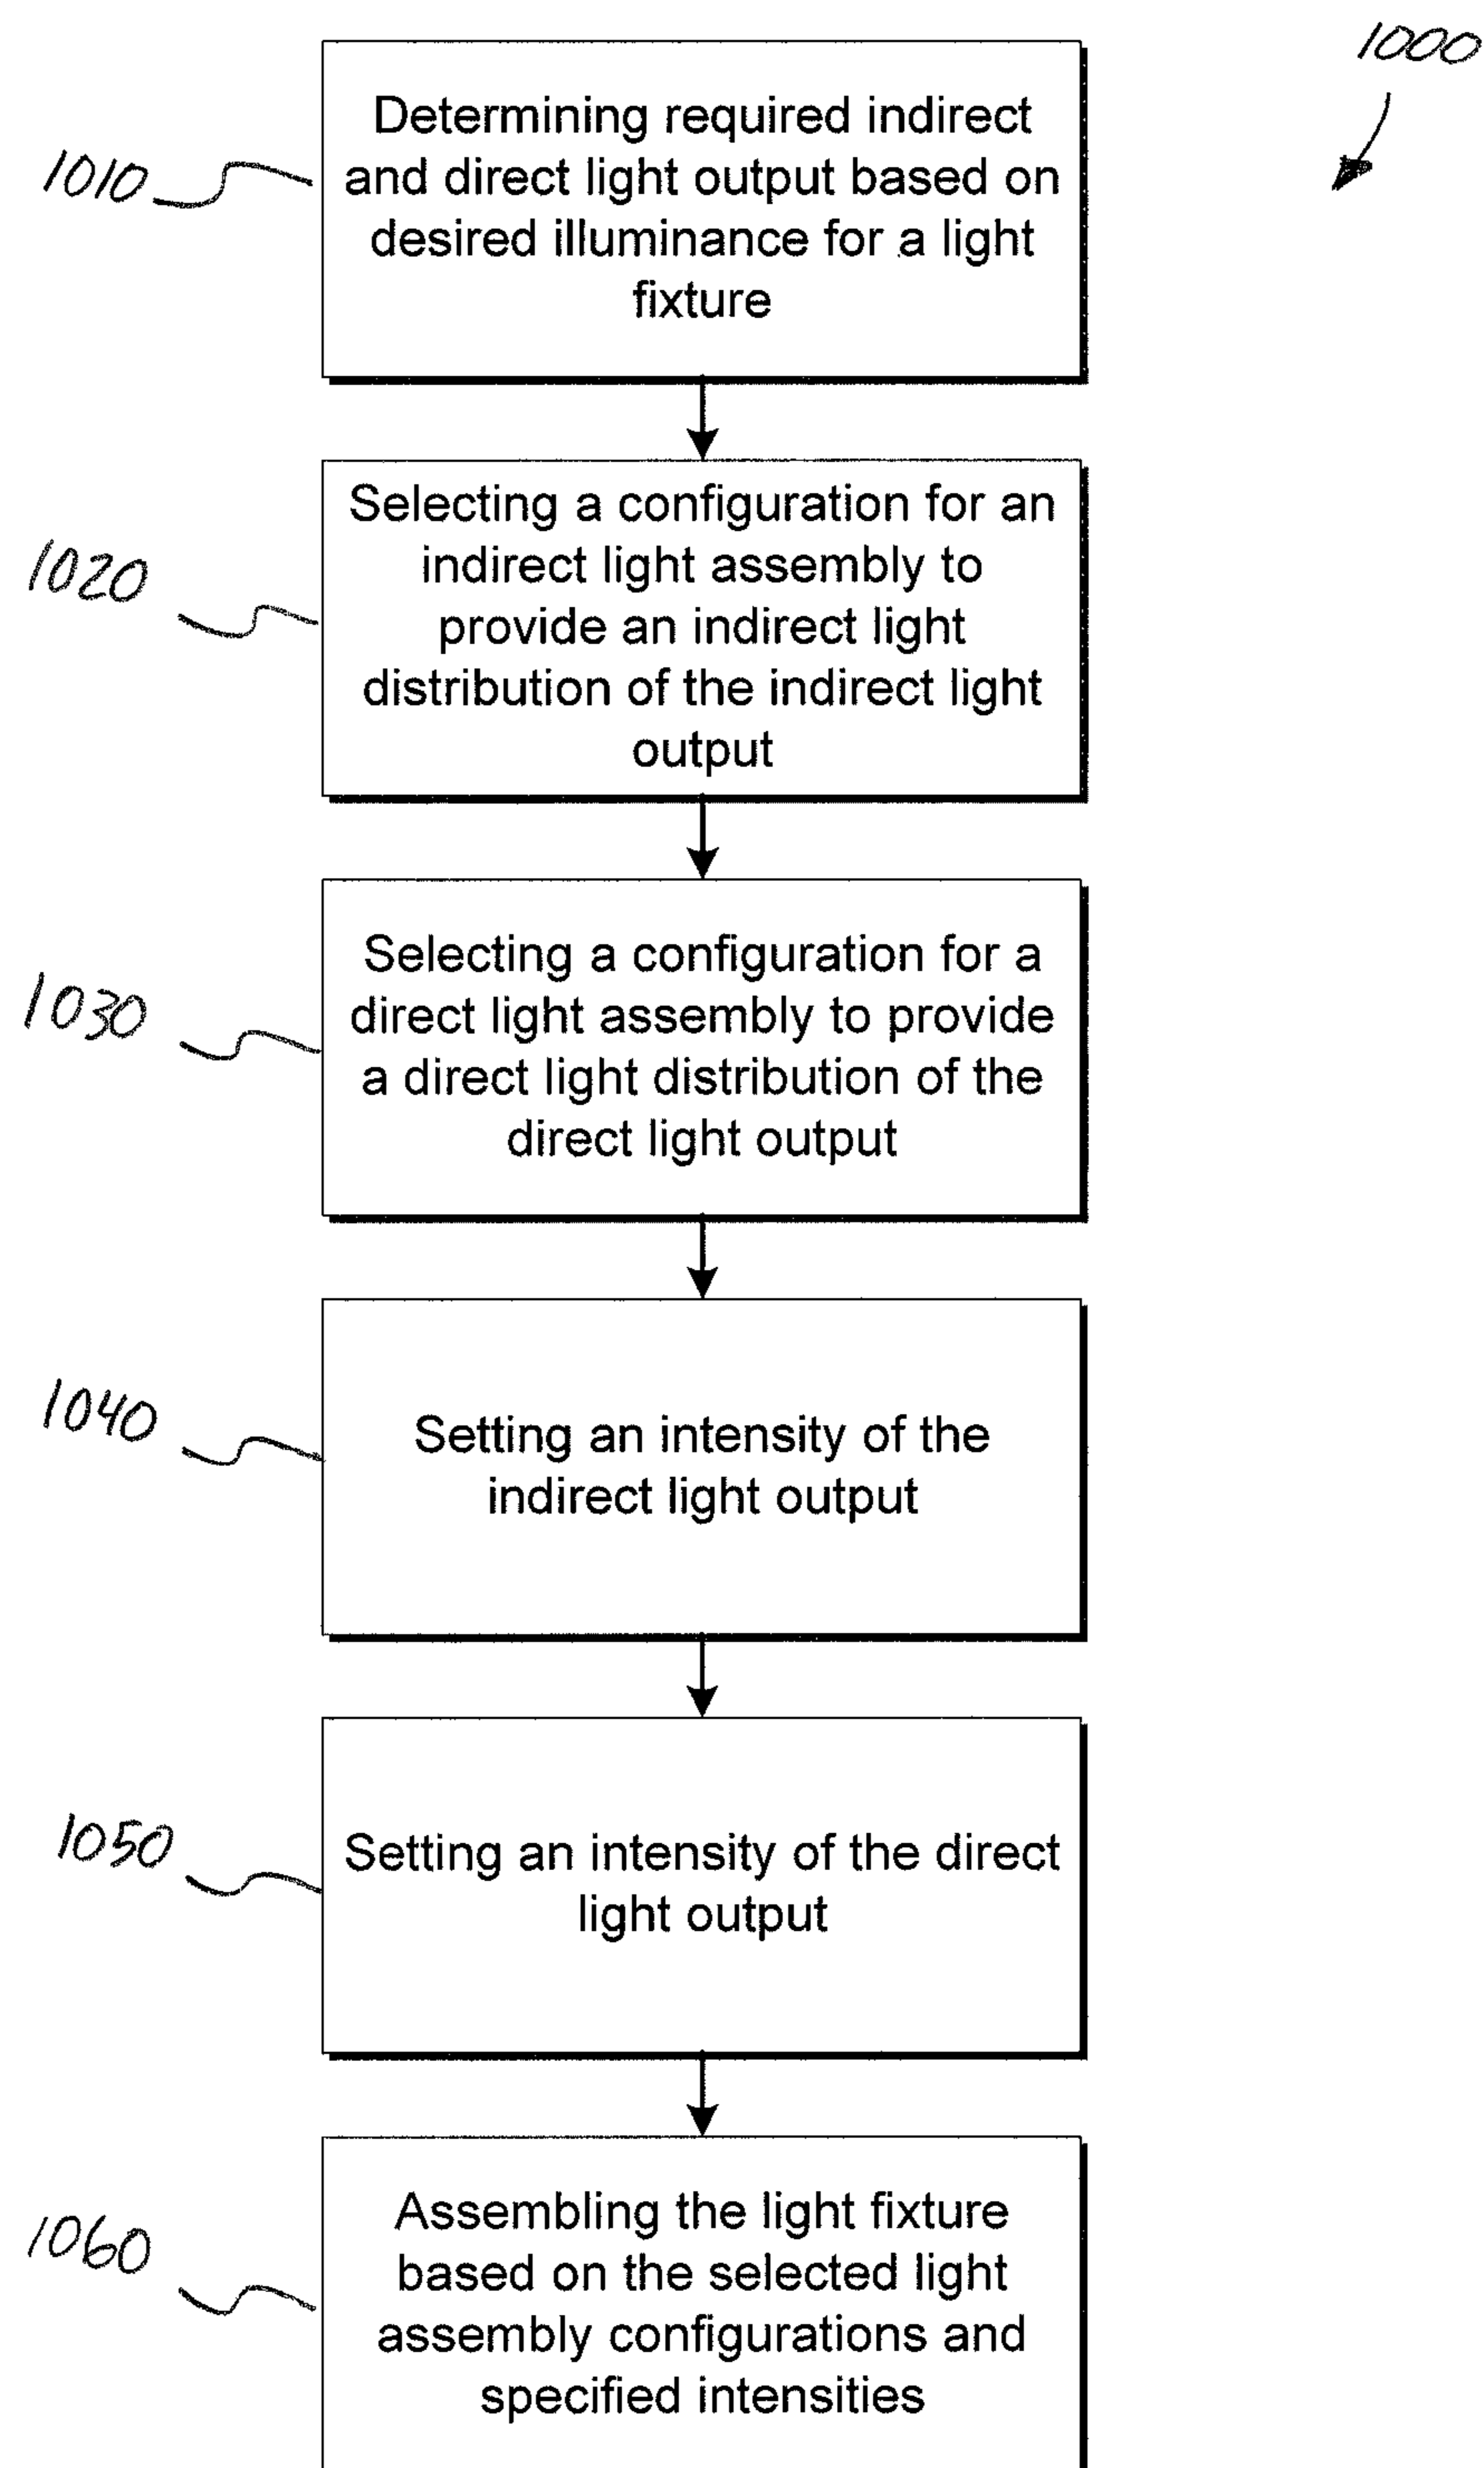 1000
Determining required indirect
and direct light output based on
desired illuminance for a light
fixture
1010
Selecting a configuration for an
indirect light assembly to
provide an indirect light
distribution of the indirect light
output
1020
Selecting a configuration for a
direct light assembly to provide
a direct light distribution of the
direct light output
1030
Setting an intensity of the
indirect light output
1040
Setting an intensity of the direct
light output
1050
Assembling the light fixture
based on the selected light
assembly configurations and
specified intensities
1060